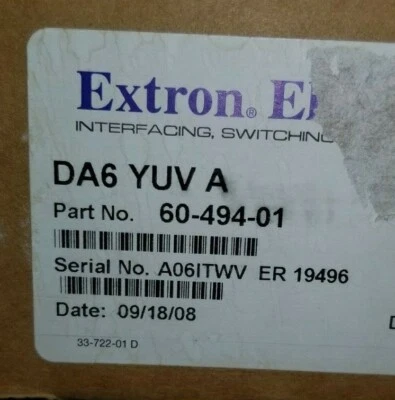 Extron® E
INTERFACING, SWITCHING
DA6 YUV A
Part No. 60-494-01
Serial No. A06ITWV ER 19496
Date: 09/18/08
33-722-01 D